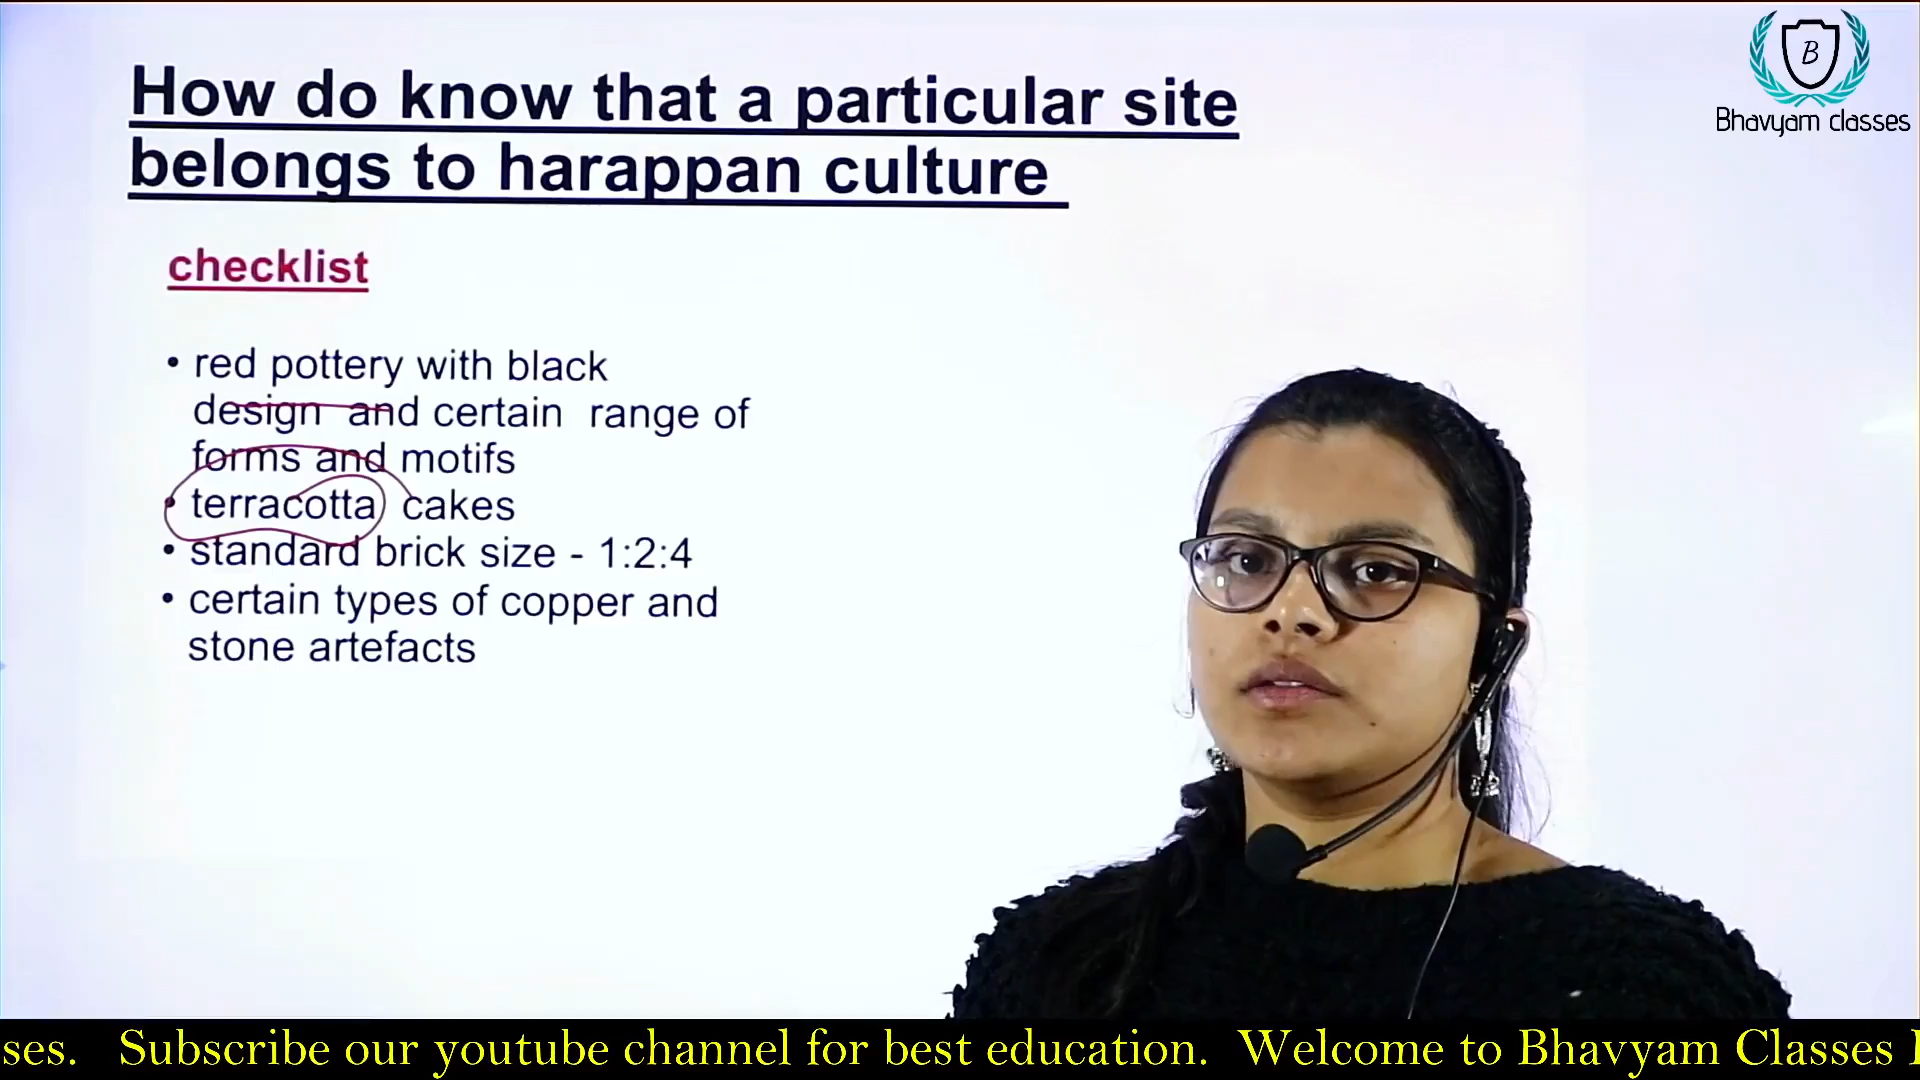 How do know that a particular site
belongs to harappan culture
B
Bhavyam classes
checklist
• red pottery with black
design and certain range of
forms and motifs
• terracotta cakes
• standard brick size - 1:2:4
• certain types of copper and
stone artefacts
ses. Subscribe our youtube channel for best education. Welcome to Bhavyam Classes